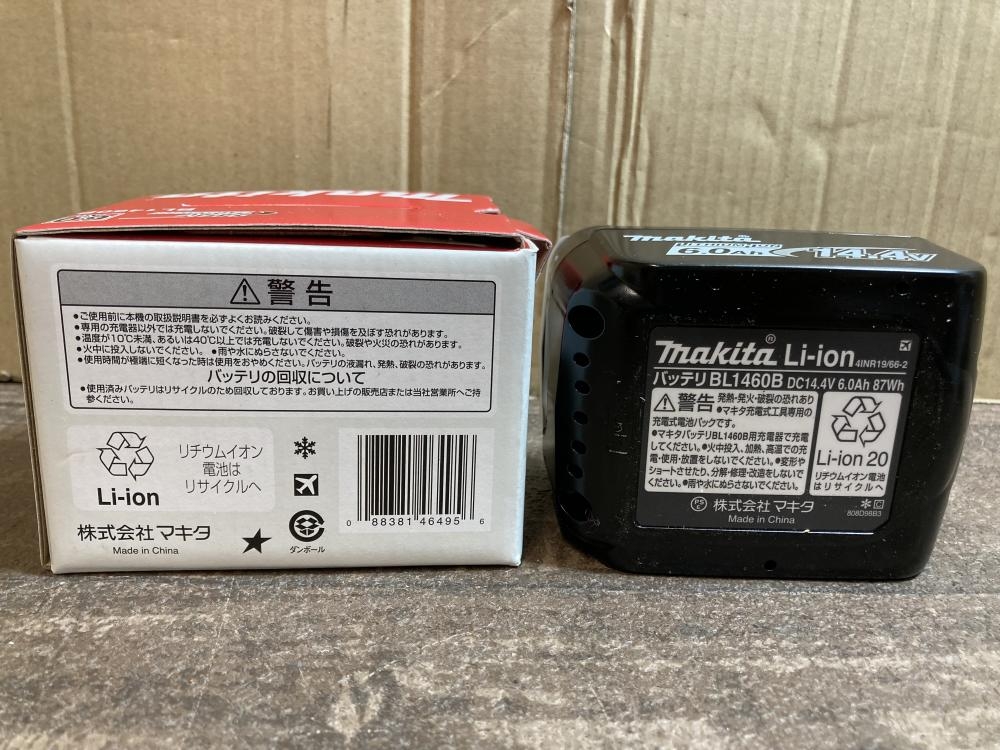 makita
警告
●ご使用前に本機の取扱説明書を必ずよくお読みください。
●専用の充電器以外では充電しないでください。破裂して傷害や損傷を及ぼす恐れがあります。
●温度が10℃未満、あるいは40℃以上では充電しないでください。破裂や火災の恐れがあります。
●火中に投入しないでください。 ●雨や水にぬらさないでください。
●使用時間が極端に短くなった時は使用をおやめください。バッテリの液漏れ、発熱、破裂の恐れがあります。
バッテリの回収について
●使用済みバッテリはリサイクルのため回収しております。お買い上げの販売店または当社営業所へご持
参ください。
Li-ion
リチウムイオン
電池は
リサイクルへ
株式会社 マキタ
Made in China
ダンボール
0 88381 46495 6
makita
6.0Ah
14.4V
makita® Li-ion 4INR19/66-2
バッテリ BL1460B DC14.4V 6.0Ah 87Wh
警告 発熱・発火・破裂の恐れあり
●マキタ充電式工具専用の
充電式電池パックです。
●マキタバッテリBL1460B用充電器で充電
してください。●火中投入、加熱、高温での充
電・使用・放置をしないでください。●変形や
ショートさせたり、分解・修理・改造をしないで
ください。●雨や水にぬらさないでください。
Li-ion 20
リチウムイオン電池
はリサイクルへ
PS
C
株式会社 マキタ
Made in China
C
808D98B3